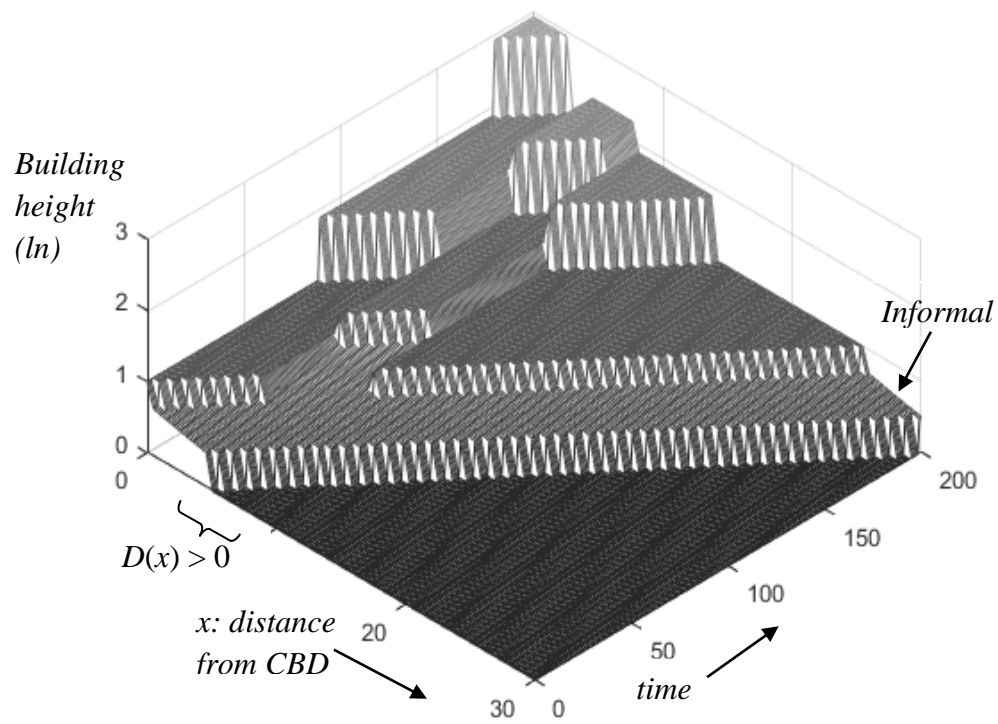 Building
height
(ln)
3
2
1
0
0
Informal
200
150
100
50
0
D(x) > 0
x: distance
from CBD
20
30
time